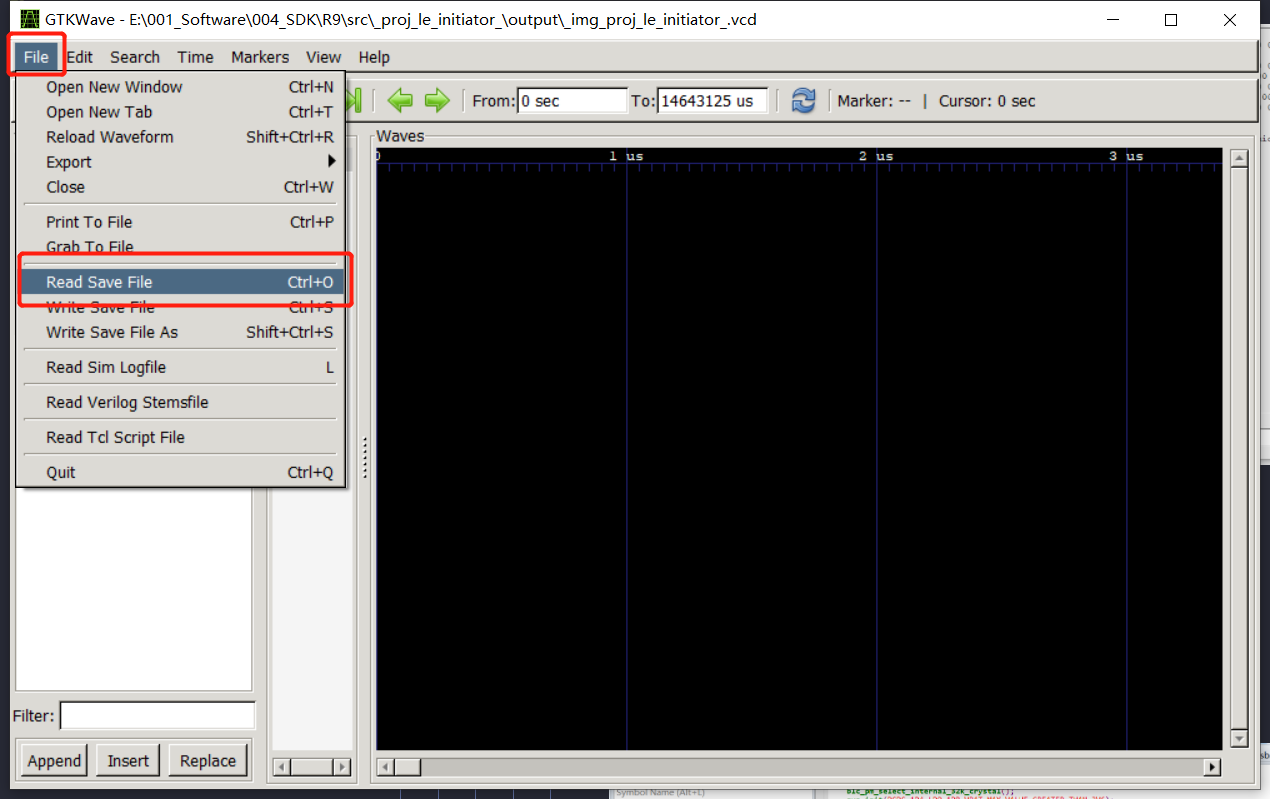 GTKWave - E:\001_Software\004_SDK\R9\src\_proj_le_initiator_\output\_img_proj_le_initiator_.vcd
File Edit Search Time Markers View Help
From: 0 sec To: 14643125 us Marker: -- | Cursor: 0 sec
Open New Window Ctrl+N
Open New Tab Ctrl+T
Reload Waveform Shift+Ctrl+R
Export
Close Ctrl+W
Print To File Ctrl+P
Grab To File
Read Save File Ctrl+O
Write Save File Ctrl+S
Write Save File As Shift+Ctrl+S
Read Sim Logfile L
Read Verilog Stemsfile
Read Tcl Script File
Quit Ctrl+Q
Waves
0 1 us 2 us 3 us
Filter:
Append Insert Replace
Symbol Name (Alt+L)